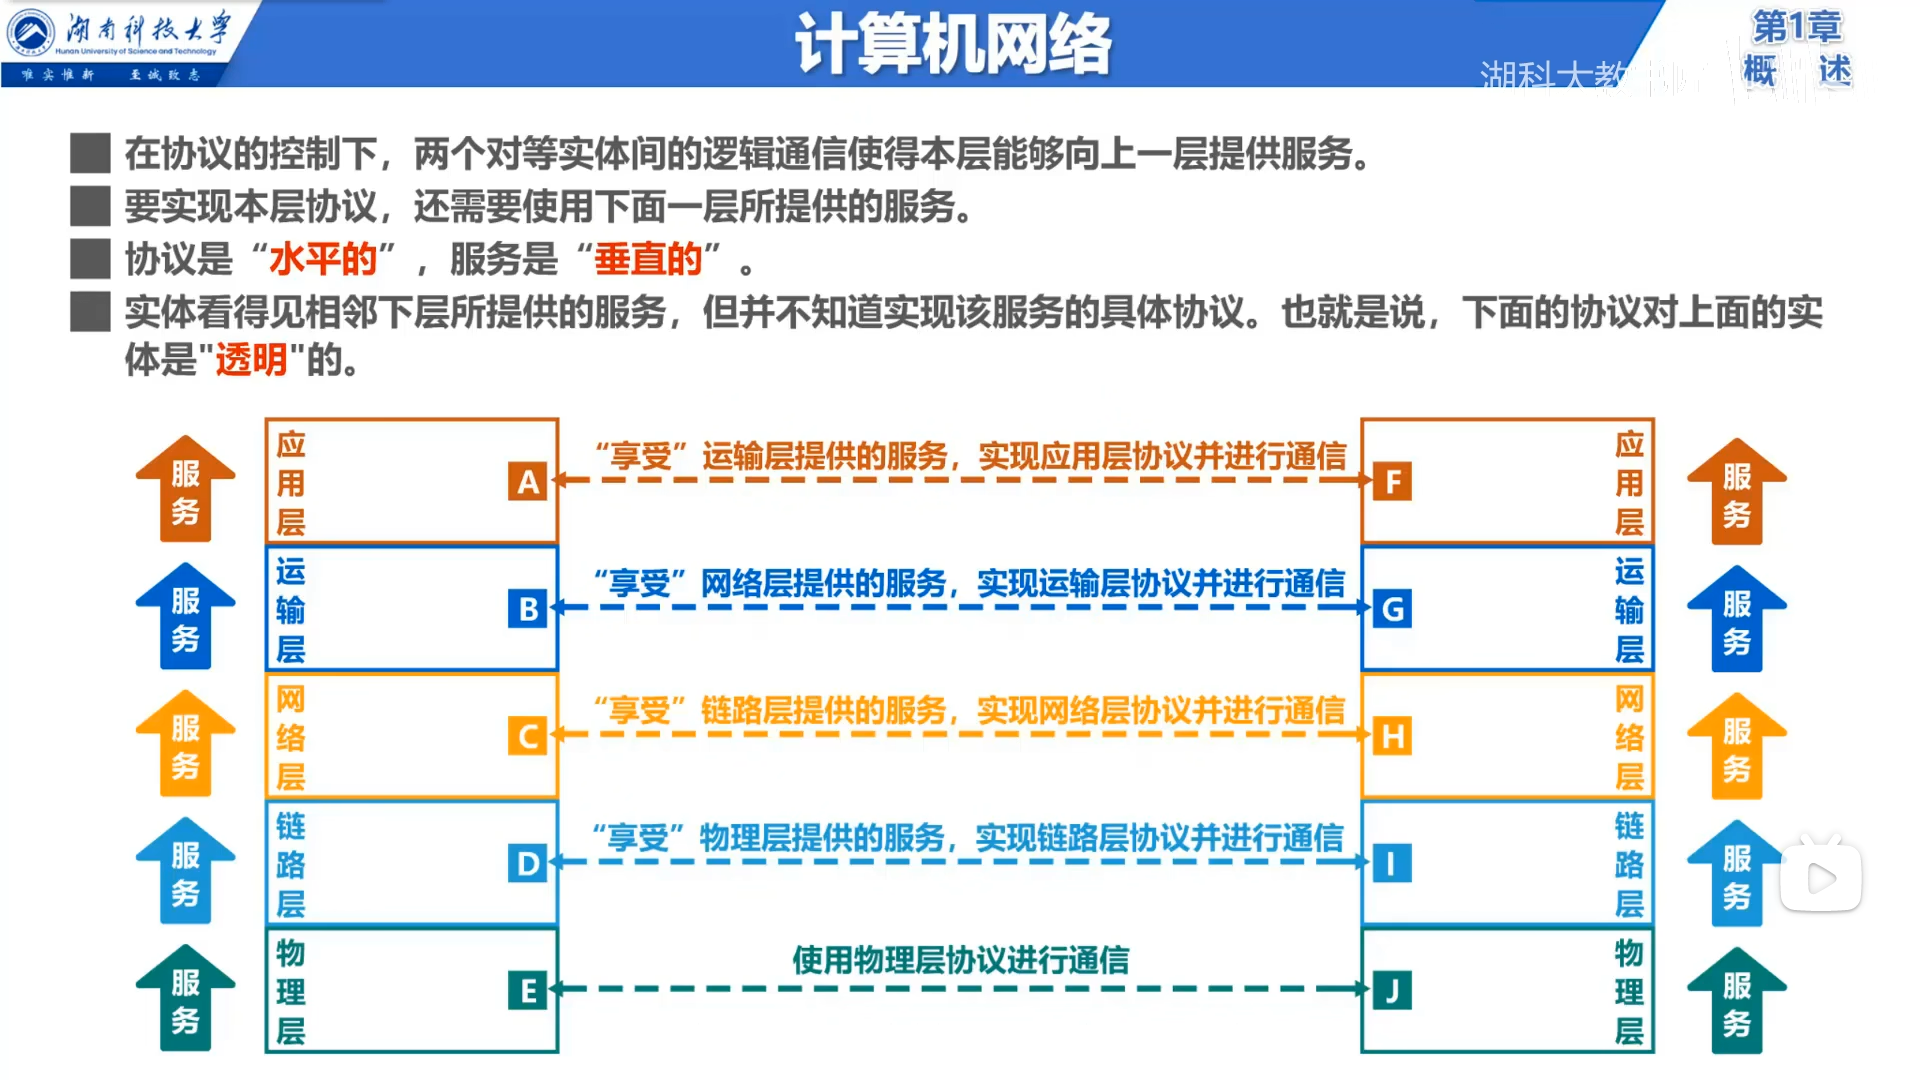 湖南科技大学
Hunan University of Science and Technology
唯实惟新 至诚致志
计算机网络
第1章
概 述
湖科大教
在协议的控制下，两个对等实体间的逻辑通信使得本层能够向上一层提供服务。
要实现本层协议，还需要使用下面一层所提供的服务。
协议是“水平的”，服务是“垂直的”。
实体看得见相邻下层所提供的服务，但并不知道实现该服务的具体协议。也就是说，下面的协议对上面的实
体是"透明"的。
服务
应用层
A
“享受”运输层提供的服务，实现应用层协议并进行通信
F
应用层
服务
服务
运输层
B
“享受”网络层提供的服务，实现运输层协议并进行通信
G
运输层
服务
服务
网络层
C
“享受”链路层提供的服务，实现网络层协议并进行通信
H
网络层
服务
服务
链路层
D
“享受”物理层提供的服务，实现链路层协议并进行通信
I
链路层
服务
服务
物理层
E
使用物理层协议进行通信
J
物理层
服务